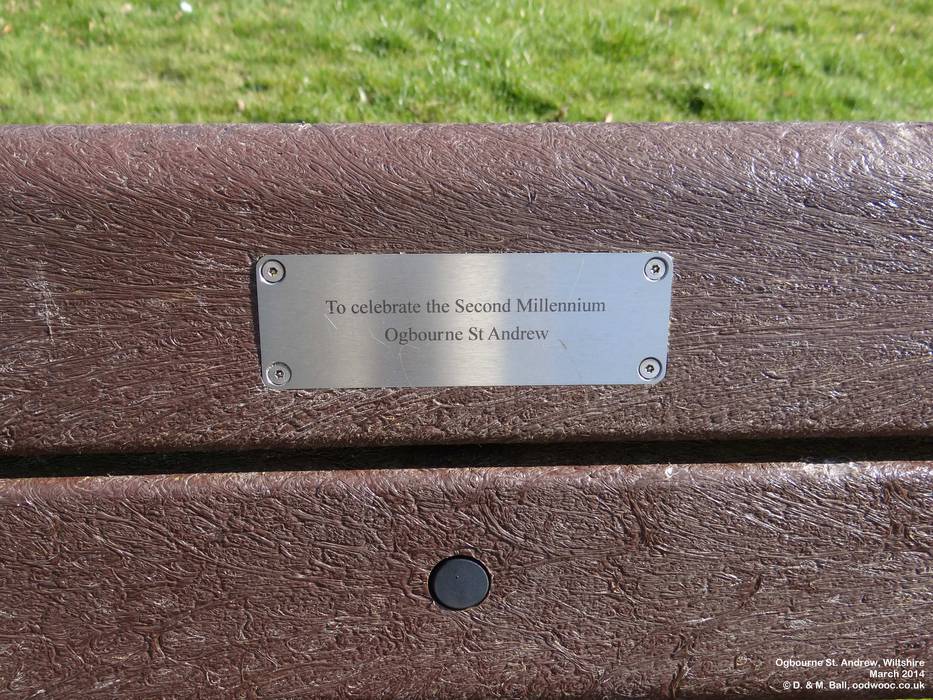 To celebrate the Second Millennium
Ogbourne St Andrew
Ogbourne St. Andrew, Wiltshire
March 2014
© D. & M. Ball, oodwooc.co.uk